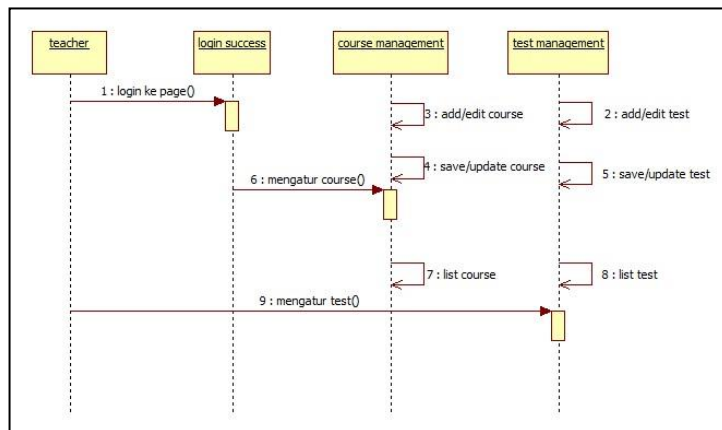 teacher
login success
course management
test management
1 : login ke page()
3 : add/edit course
2 : add/edit test
4 : save/update course
5 : save/update test
6 : mengatur course()
7 : list course
8 : list test
9 : mengatur test()